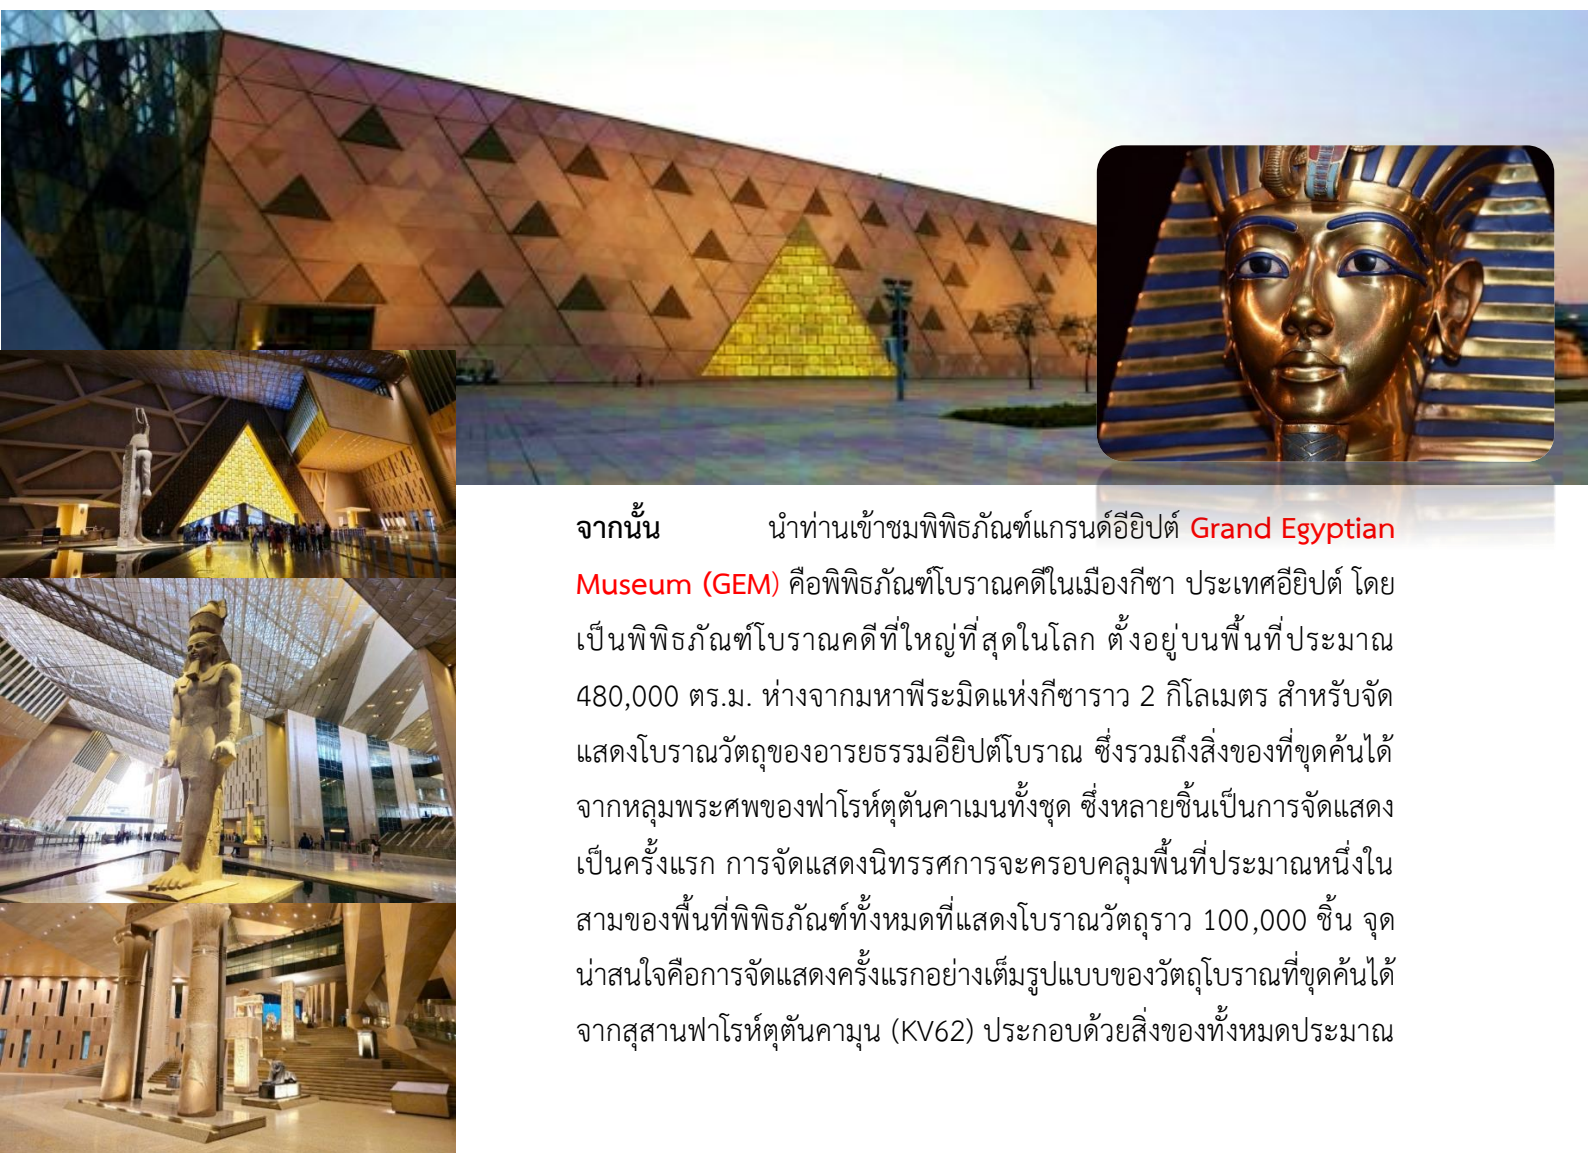 จากนั้น นำท่านเข้าชมพิพิธภัณฑ์แกรนด์อียิปต์ Grand Egyptian
Museum (GEM) คือพิพิธภัณฑ์โบราณคดีในเมืองกีซา ประเทศอียิปต์ โดย
เป็นพิพิธภัณฑ์โบราณคดีที่ใหญ่ที่สุดในโลก ตั้งอยู่บนพื้นที่ประมาณ
480,000 ตร.ม. ห่างจากมหาพีระมิดแห่งกีซาราว 2 กิโลเมตร สำหรับจัด
แสดงโบราณวัตถุของอารยธรรมอียิปต์โบราณ ซึ่งรวมถึงสิ่งของที่ขุดค้นได้
จากหลุมพระศพของฟาโรห์ตุตันคาเมนทั้งชุด ซึ่งหลายชิ้นเป็นการจัดแสดง
เป็นครั้งแรก การจัดแสดงนิทรรศการจะครอบคลุมพื้นที่ประมาณหนึ่งใน
สามของพื้นที่พิพิธภัณฑ์ทั้งหมดที่แสดงโบราณวัตถุราว 100,000 ชิ้น จุด
น่าสนใจคือการจัดแสดงครั้งแรกอย่างเต็มรูปแบบของวัตถุโบราณที่ขุดค้นได้
จากสุสานฟาโรห์ตุตันคามุน (KV62) ประกอบด้วยสิ่งของทั้งหมดประมาณ